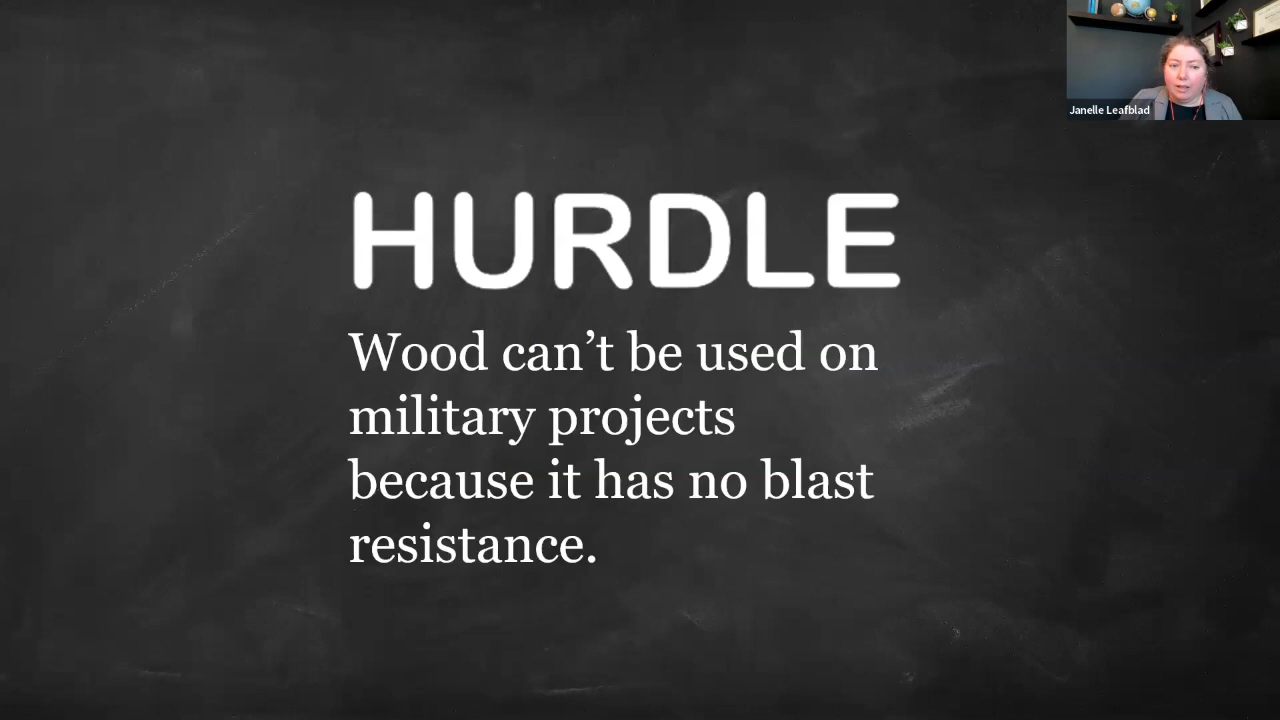 Janelle Leafblad
HURDLE
Wood can’t be used on
military projects
because it has no blast
resistance.